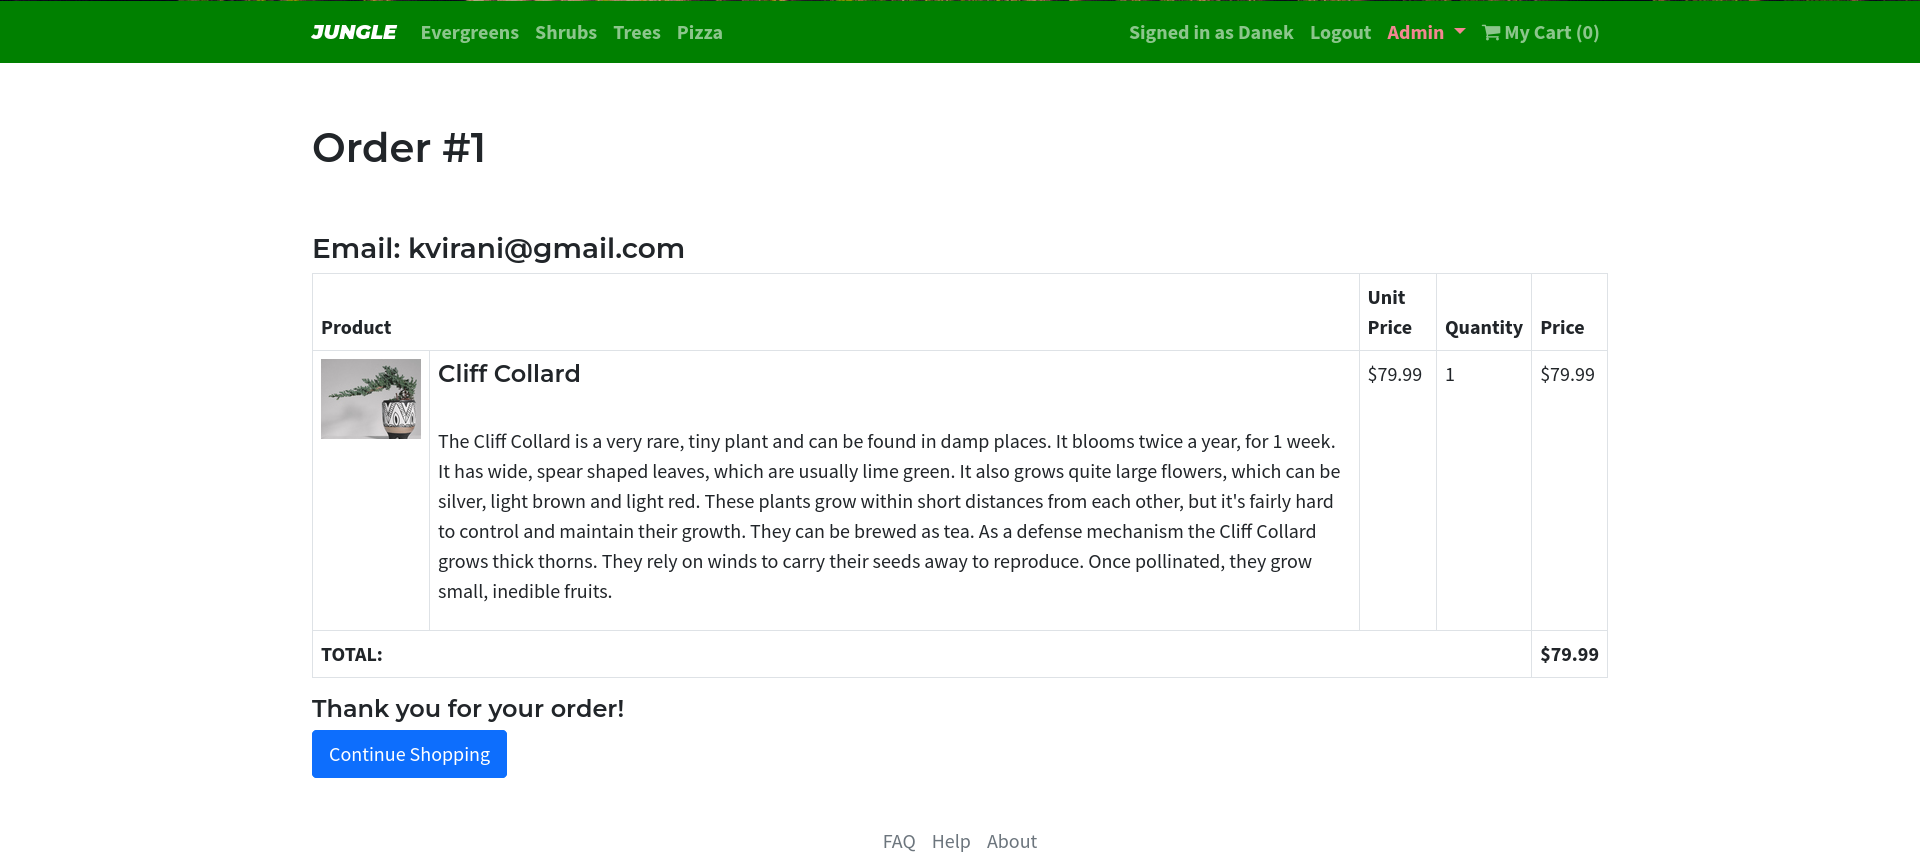 JUNGLE Evergreens Shrubs Trees Pizza Signed in as Danek Logout Admin My Cart (0)
Order #1
Email: kvirani@gmail.com
Product Unit Price Quantity Price
Cliff Collard $79.99 1 $79.99
The Cliff Collard is a very rare, tiny plant and can be found in damp places. It blooms twice a year, for 1 week.
It has wide, spear shaped leaves, which are usually lime green. It also grows quite large flowers, which can be
silver, light brown and light red. These plants grow within short distances from each other, but it's fairly hard
to control and maintain their growth. They can be brewed as tea. As a defense mechanism the Cliff Collard
grows thick thorns. They rely on winds to carry their seeds away to reproduce. Once pollinated, they grow
small, inedible fruits.
TOTAL: $79.99
Thank you for your order!
Continue Shopping
FAQ Help About